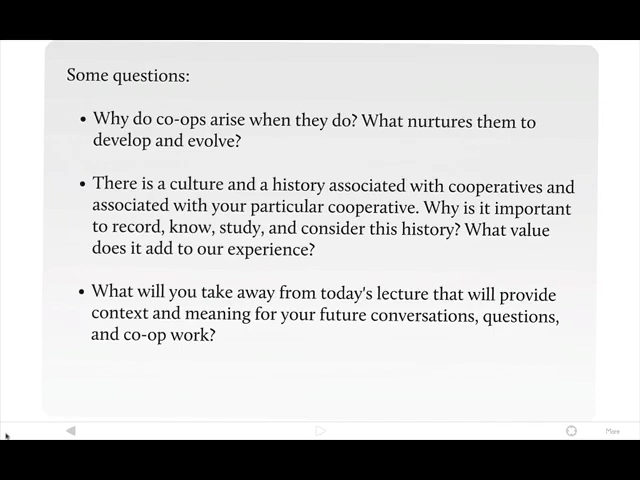 Some questions:
• Why do co-ops arise when they do? What nurtures them to
develop and evolve?
• There is a culture and a history associated with cooperatives and
associated with your particular cooperative. Why is it important
to record, know, study, and consider this history? What value
does it add to our experience?
• What will you take away from today's lecture that will provide
context and meaning for your future conversations, questions,
and co-op work?
More